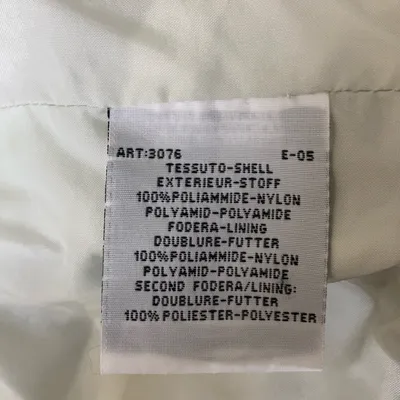 ART:3076 E-05
TESSUTO-SHELL
EXTERIEUR-STOFF
100%POLIAMMIDE-NYLON
POLYAMID-POLYAMIDE
FODERA-LINING
DOUBLURE-FUTTER
100%POLIAMMIDE-NYLON
POLYAMID-POLYAMIDE
SECOND FODERA/LINING:
DOUBLURE-FUTTER
100%POLIESTER-POLYESTER